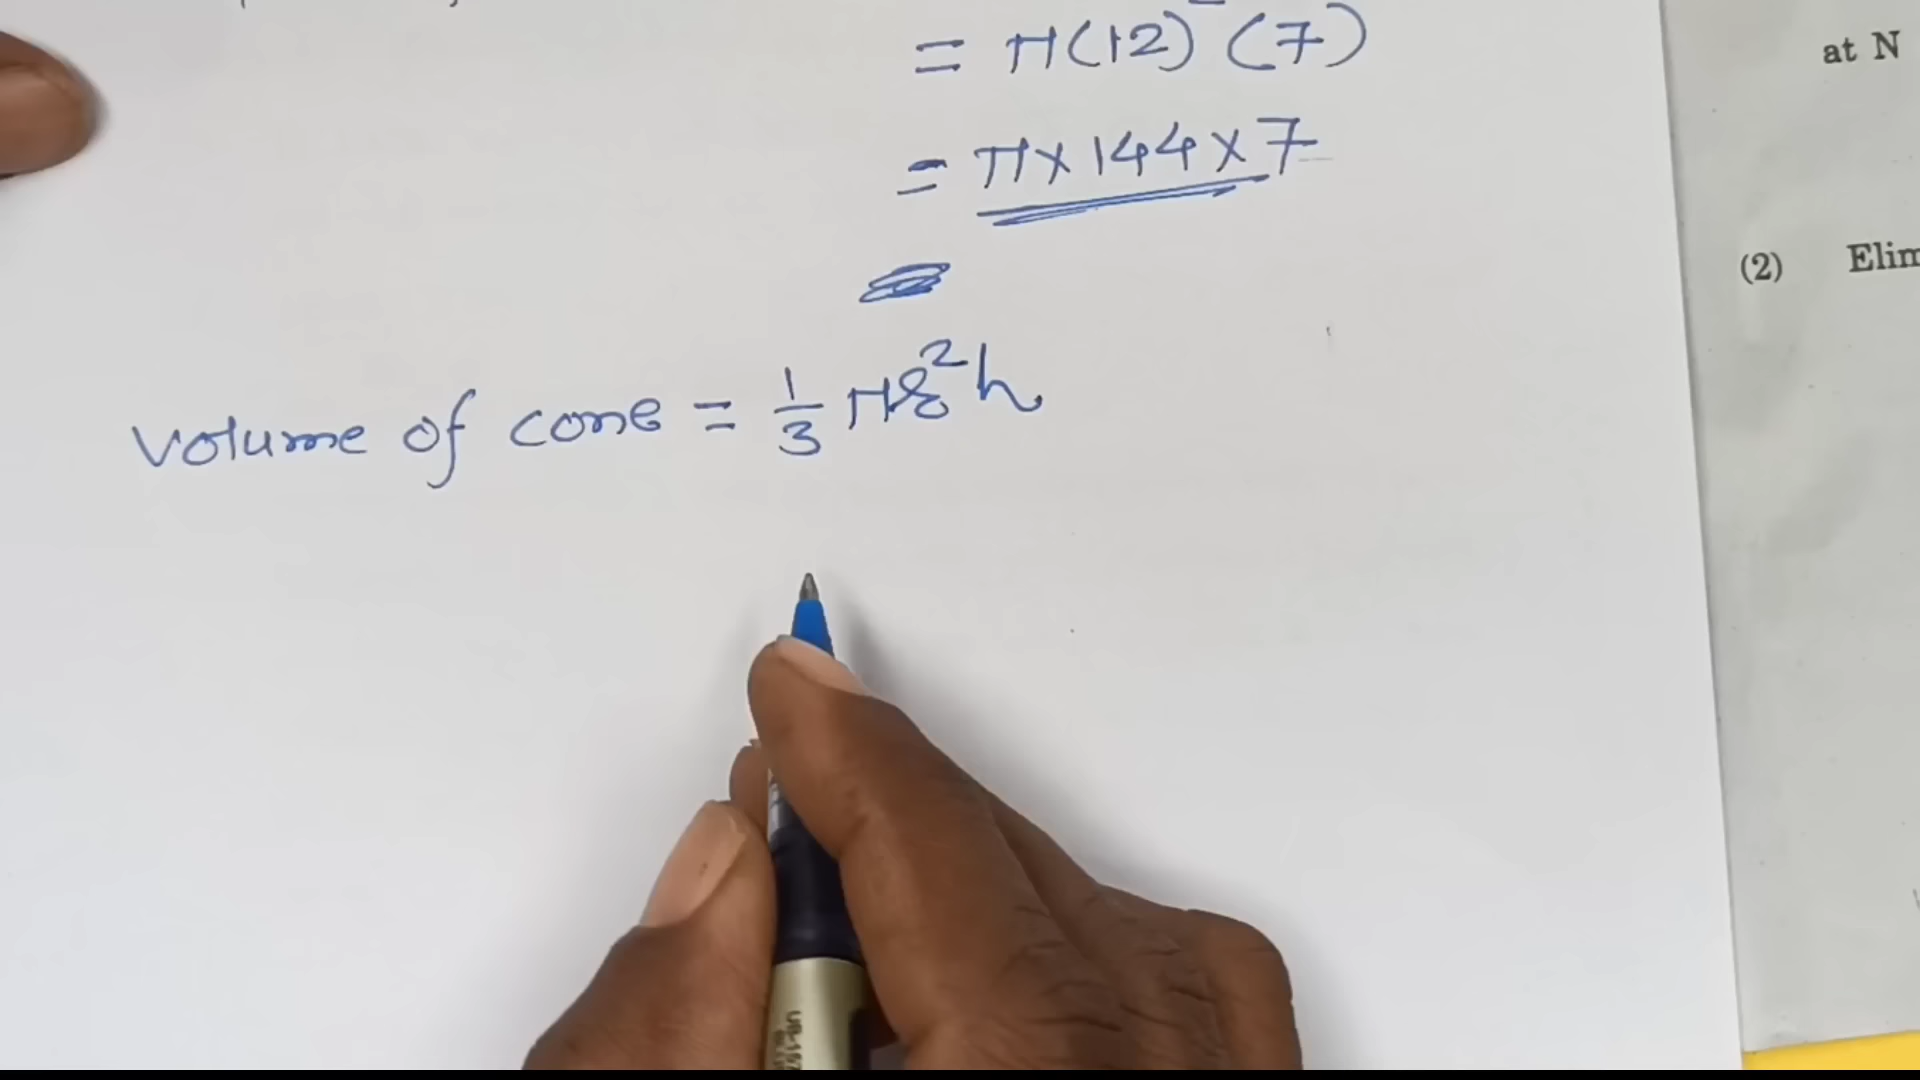 = π(12)² (7)
= π×144×7
volume of cone = 1/3 πr²h
at N
(2) Elim